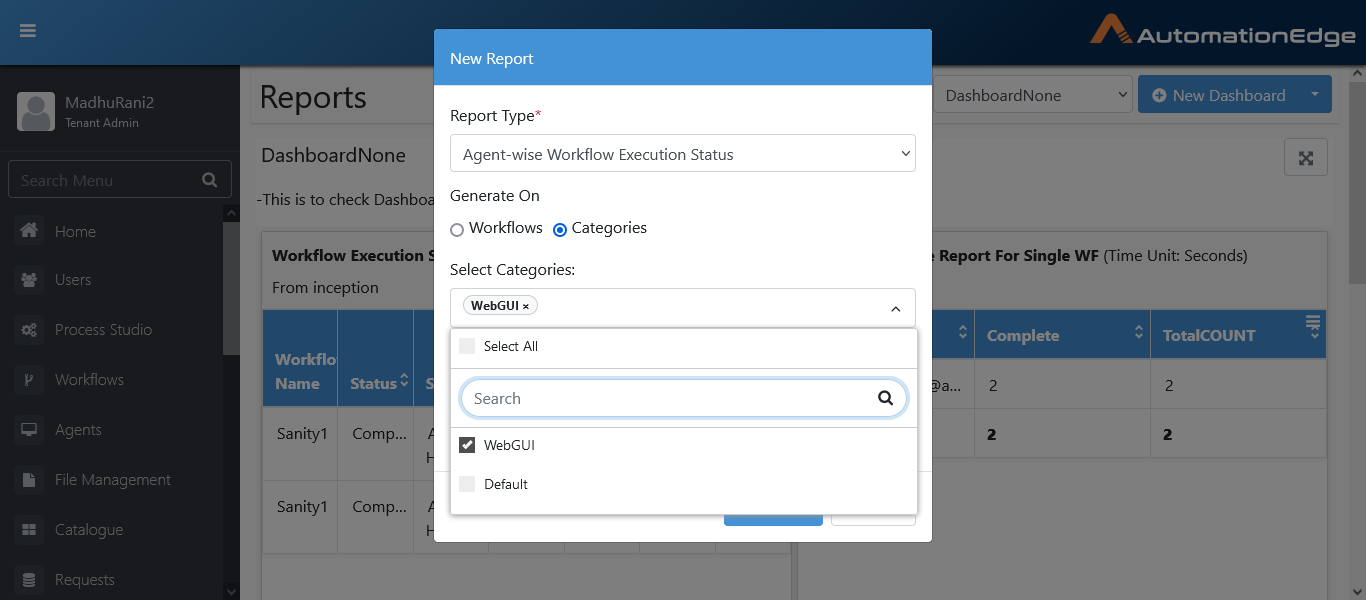 AutomationEdge
MadhuRani2
Tenant Admin
Search Menu
Home
Users
Process Studio
Workflows
Agents
File Management
Catalogue
Requests
Reports
DashboardNone
New Dashboard
DashboardNone
-This is to check Dashboa
Workflow Execution S
From inception
Workflo
Name
Status
S
Sanity1
Comp...
A
H
Sanity1
Comp...
A
H
e Report For Single WF (Time Unit: Seconds)
Complete
TotalCOUNT
@a...
2
2
2
2
New Report
Report Type*
Agent-wise Workflow Execution Status
Generate On
Workflows
Categories
Select Categories:
WebGUI ×
Select All
Search
WebGUI
Default